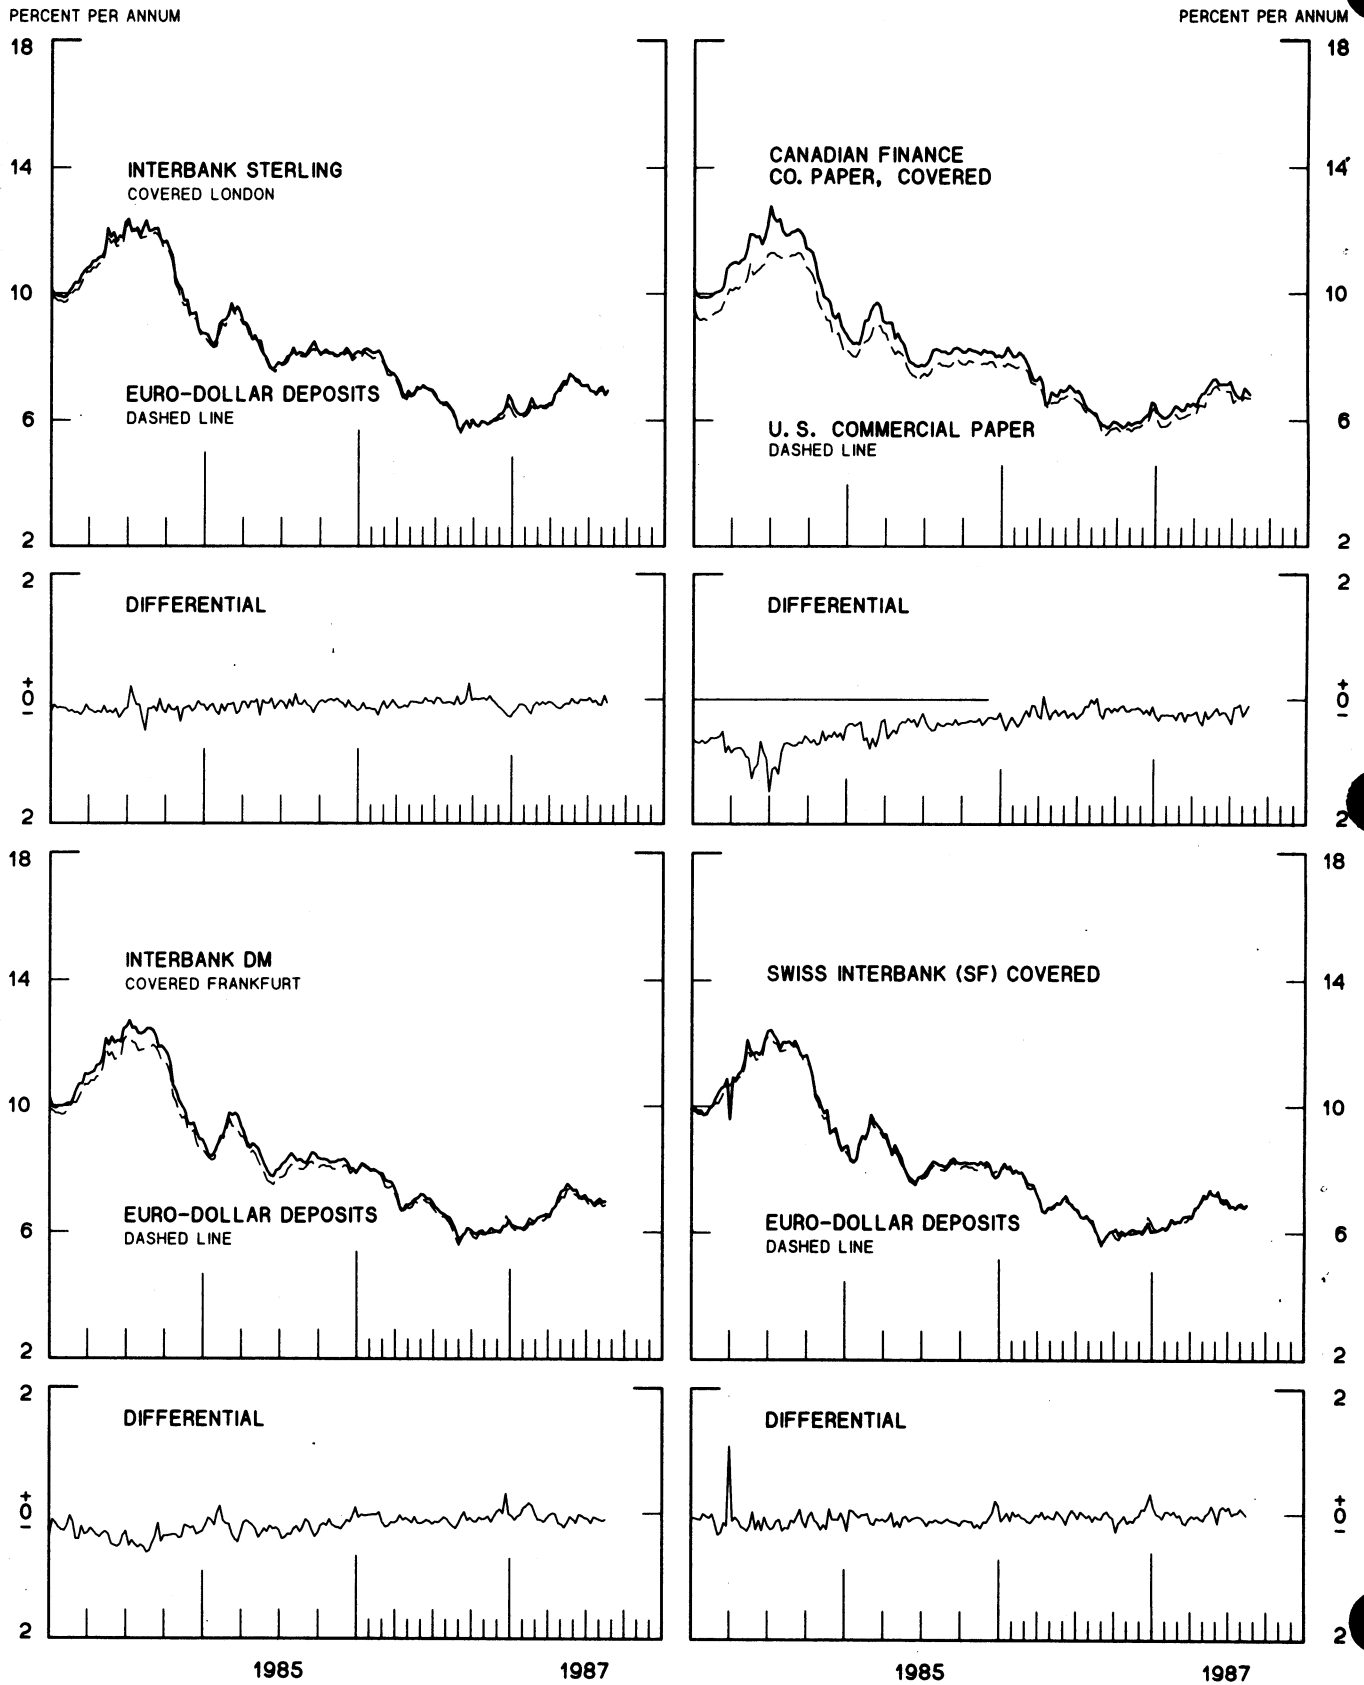 PERCENT PER ANNUM
PERCENT PER ANNUM
18
14
10
6
2
INTERBANK STERLING
COVERED LONDON
EURO-DOLLAR DEPOSITS
DASHED LINE
CANADIAN FINANCE
CO. PAPER, COVERED
U. S. COMMERCIAL PAPER
DASHED LINE
18
14
10
6
2
2
+
0
−
2
DIFFERENTIAL
DIFFERENTIAL
2
+
0
−
2
18
14
10
6
2
INTERBANK DM
COVERED FRANKFURT
EURO-DOLLAR DEPOSITS
DASHED LINE
SWISS INTERBANK (SF) COVERED
EURO-DOLLAR DEPOSITS
DASHED LINE
18
14
10
6
2
2
+
0
−
2
DIFFERENTIAL
DIFFERENTIAL
2
+
0
−
2
1985
1987
1985
1987